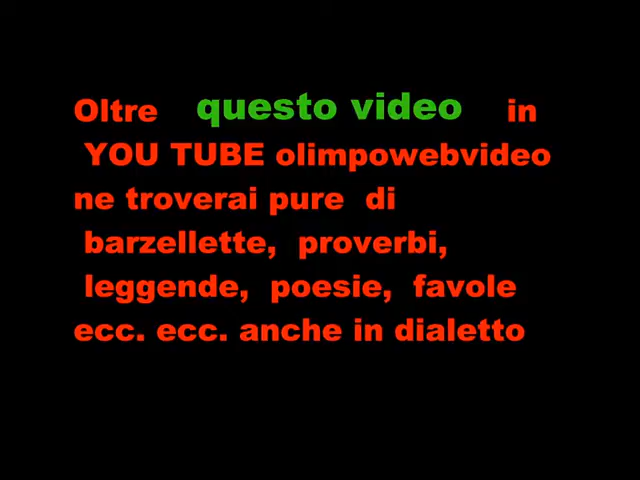 Oltre questo video in
YOU TUBE olimpowebvideo
ne troverai pure di
barzellette, proverbi,
leggende, poesie, favole
ecc. ecc. anche in dialetto